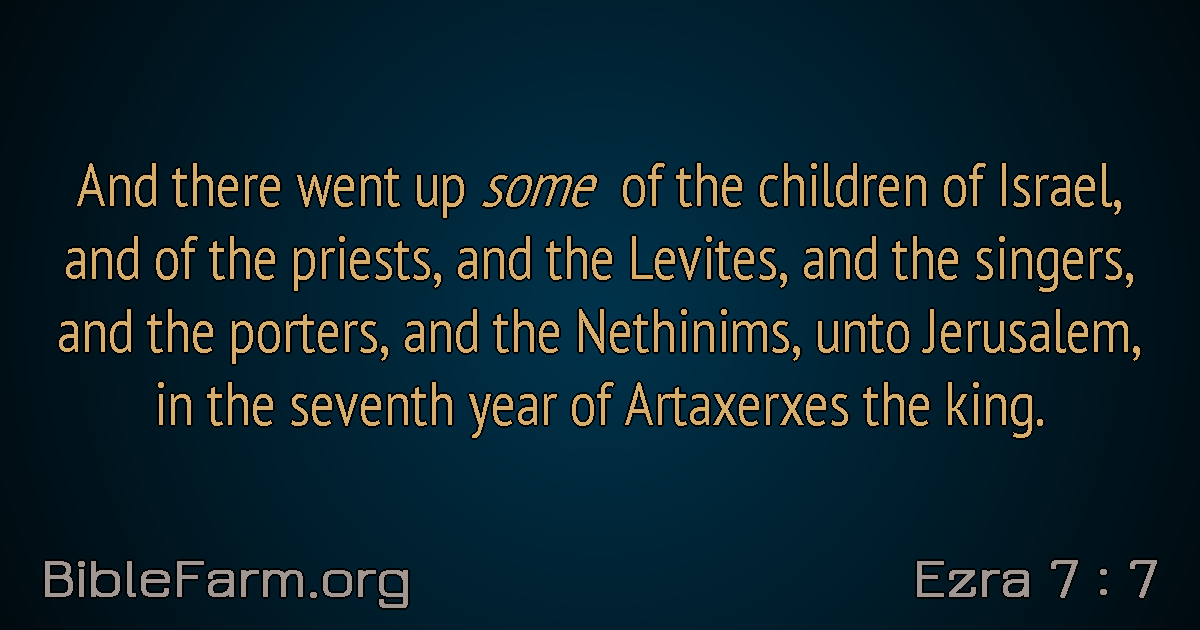 And there went up some of the children of Israel,
and of the priests, and the Levites, and the singers,
and the porters, and the Nethinims, unto Jerusalem,
in the seventh year of Artaxerxes the king.
BibleFarm.org
Ezra 7 : 7